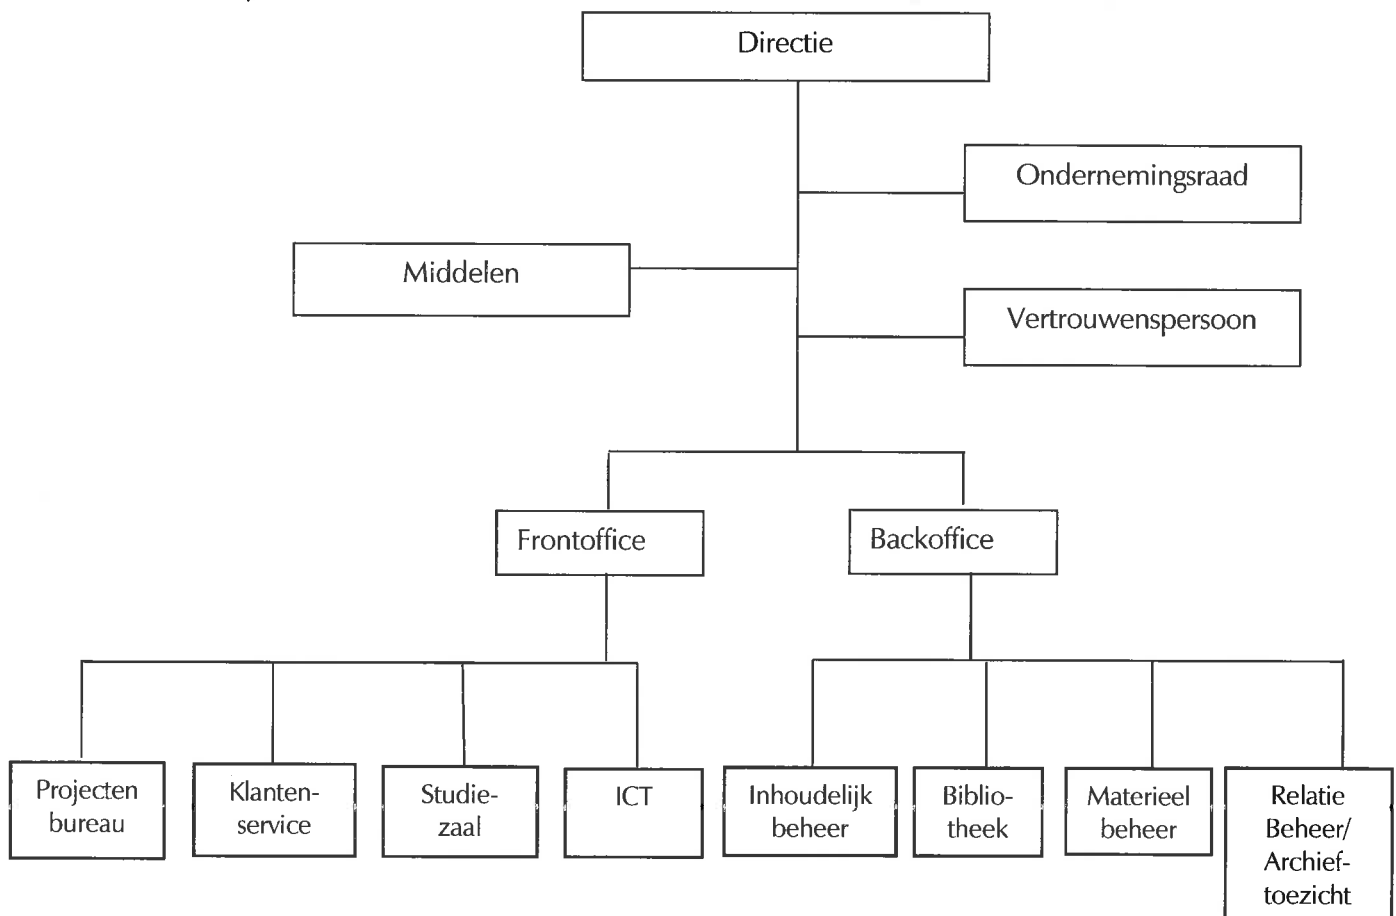 Directie
Ondernemingsraad
Middelen
Vertrouwenspersoon
Frontoffice
Backoffice
Projecten
bureau
Klanten-
service
Studie-
zaal
ICT
Inhoudelijk
beheer
Biblio-
theek
Materieel
beheer
Relatie
Beheer/
Archief-
toezicht